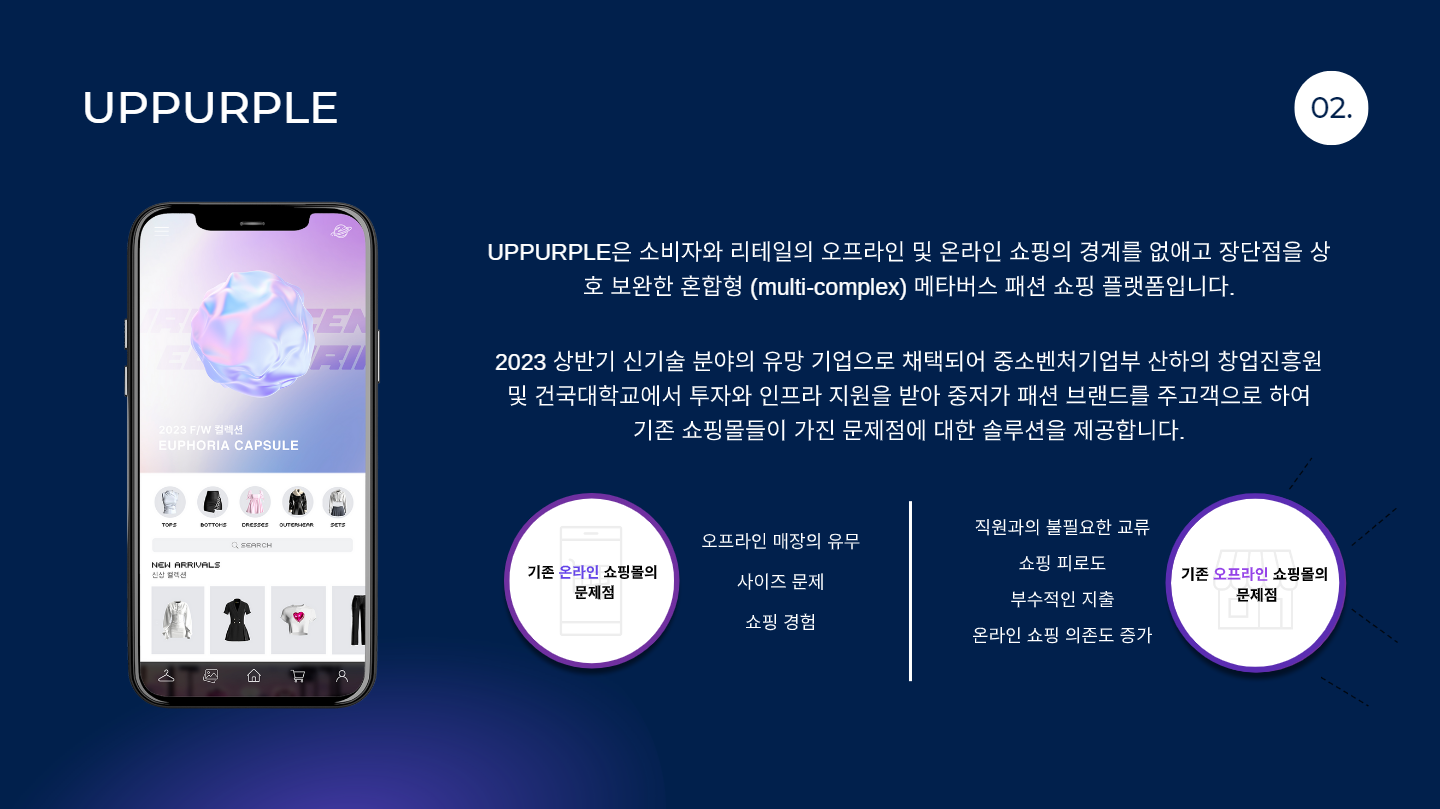 UPPURPLE
02.
UPPURPLE은 소비자와 리테일의 오프라인 및 온라인 쇼핑의 경계를 없애고 장단점을 상
호 보완한 혼합형 (multi-complex) 메타버스 패션 쇼핑 플랫폼입니다.
2023 상반기 신기술 분야의 유망 기업으로 채택되어 중소벤처기업부 산하의 창업진흥원
및 건국대학교에서 투자와 인프라 지원을 받아 중저가 패션 브랜드를 주고객으로 하여
기존 쇼핑몰들이 가진 문제점에 대한 솔루션을 제공합니다.
2023 F/W 컬렉션
EUPHORIA CAPSULE
TOPS
BOTTOMS
DRESSES
OUTERWEAR
SETS
SEARCH
NEW ARRIVALS
신상 컬렉션
기존 온라인 쇼핑몰의
문제점
오프라인 매장의 유무
사이즈 문제
쇼핑 경험
직원과의 불필요한 교류
쇼핑 피로도
부수적인 지출
온라인 쇼핑 의존도 증가
기존 오프라인 쇼핑몰의
문제점